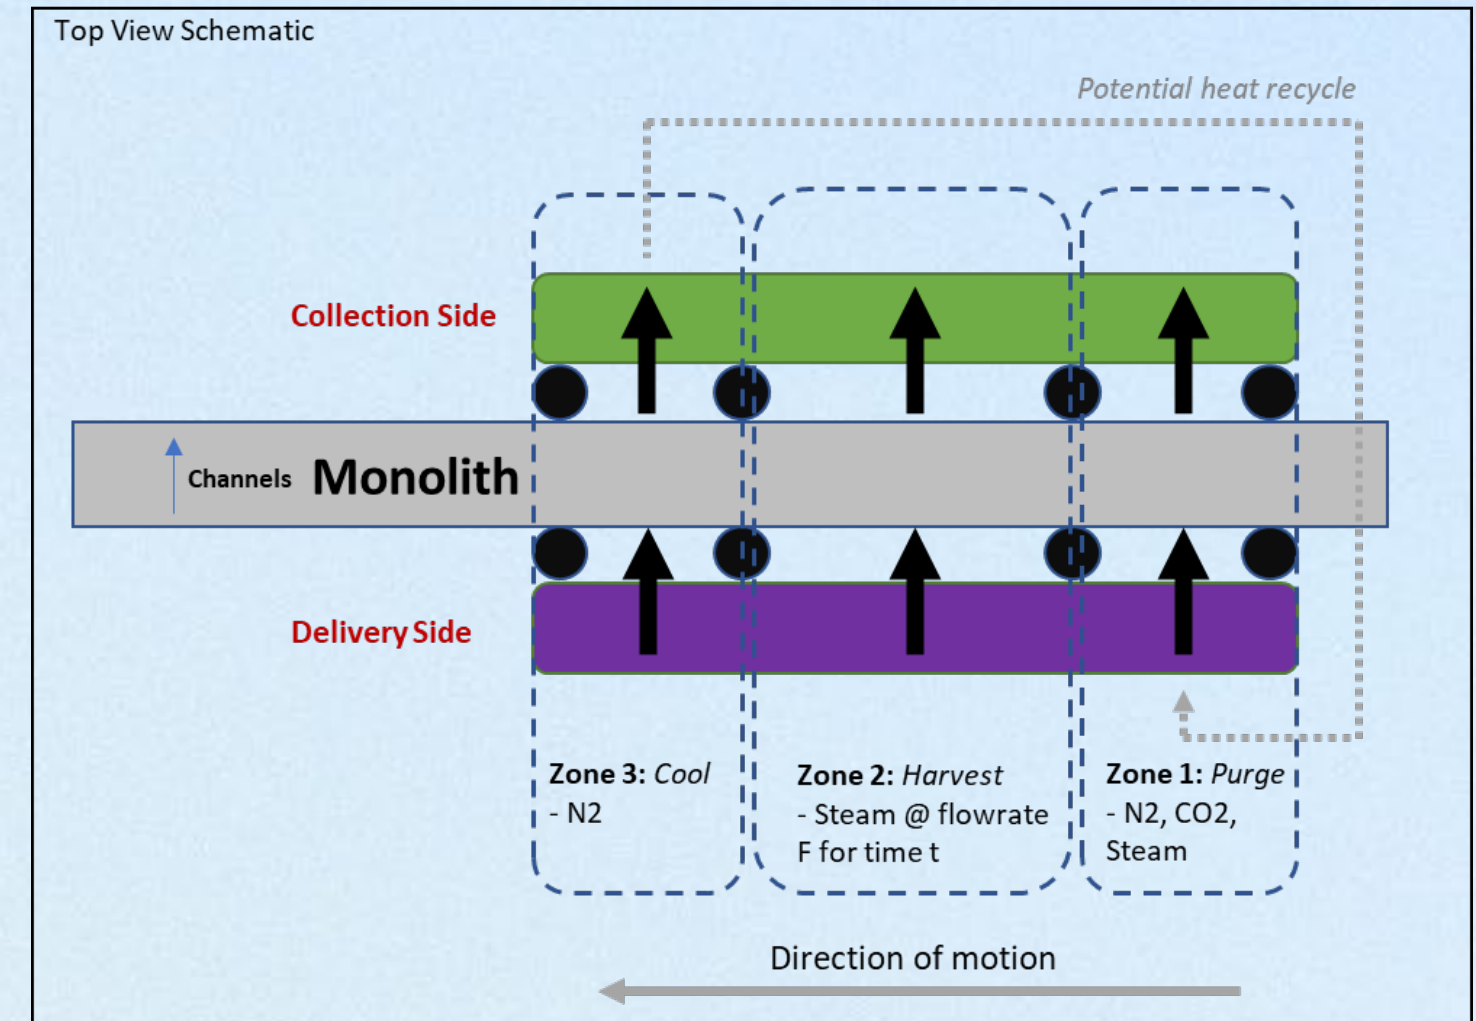 Top View Schematic
Potential heat recycle
Collection Side
Channels Monolith
Delivery Side
Zone 3: Cool
- N2
Zone 2: Harvest
- Steam @ flowrate
F for time t
Zone 1: Purge
- N2, CO2,
Steam
Direction of motion